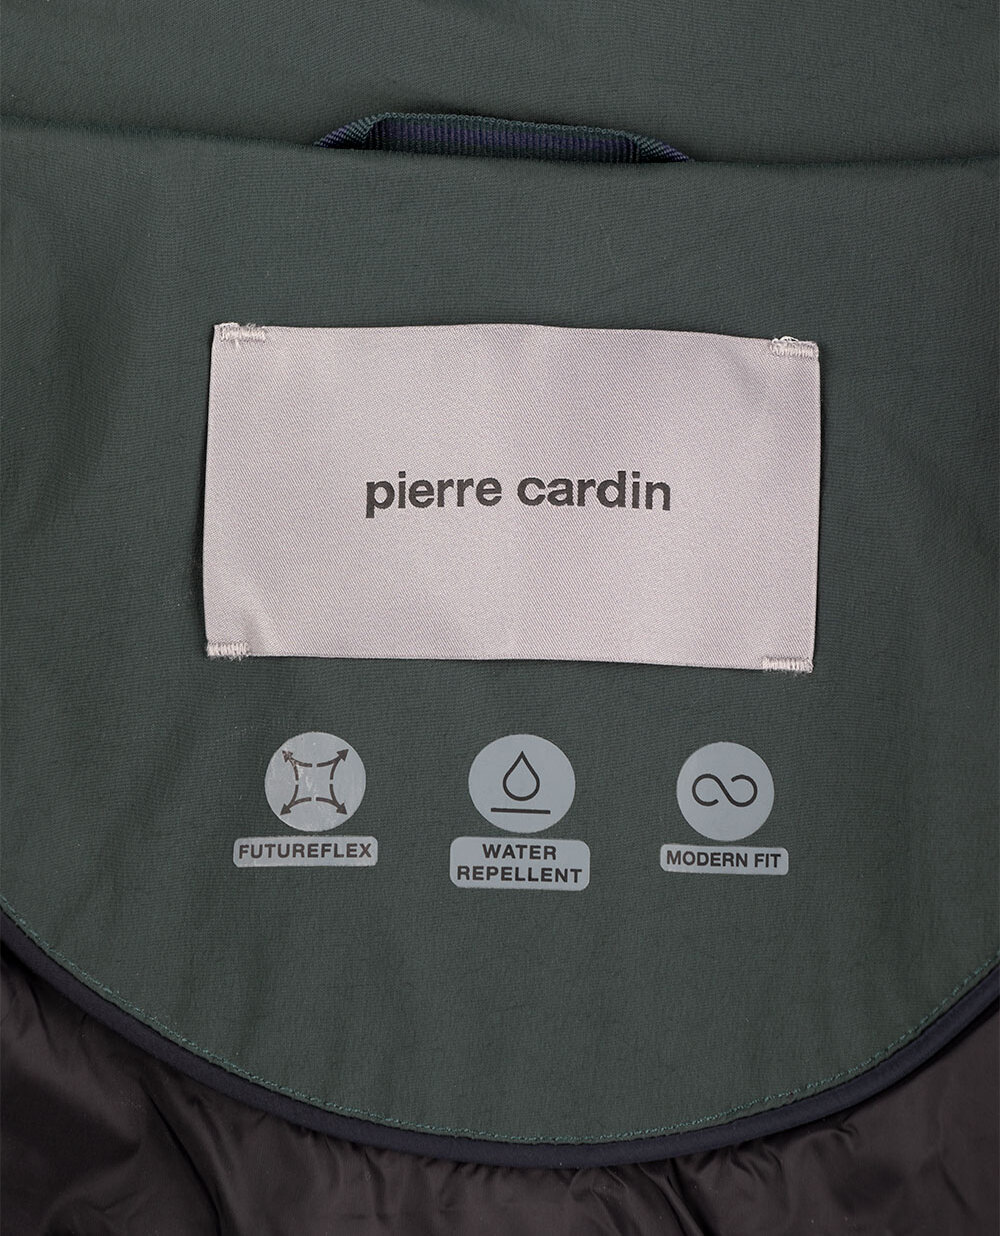 pierre cardin
FUTUREFLEX
WATER
REPELLENT
MODERN FIT